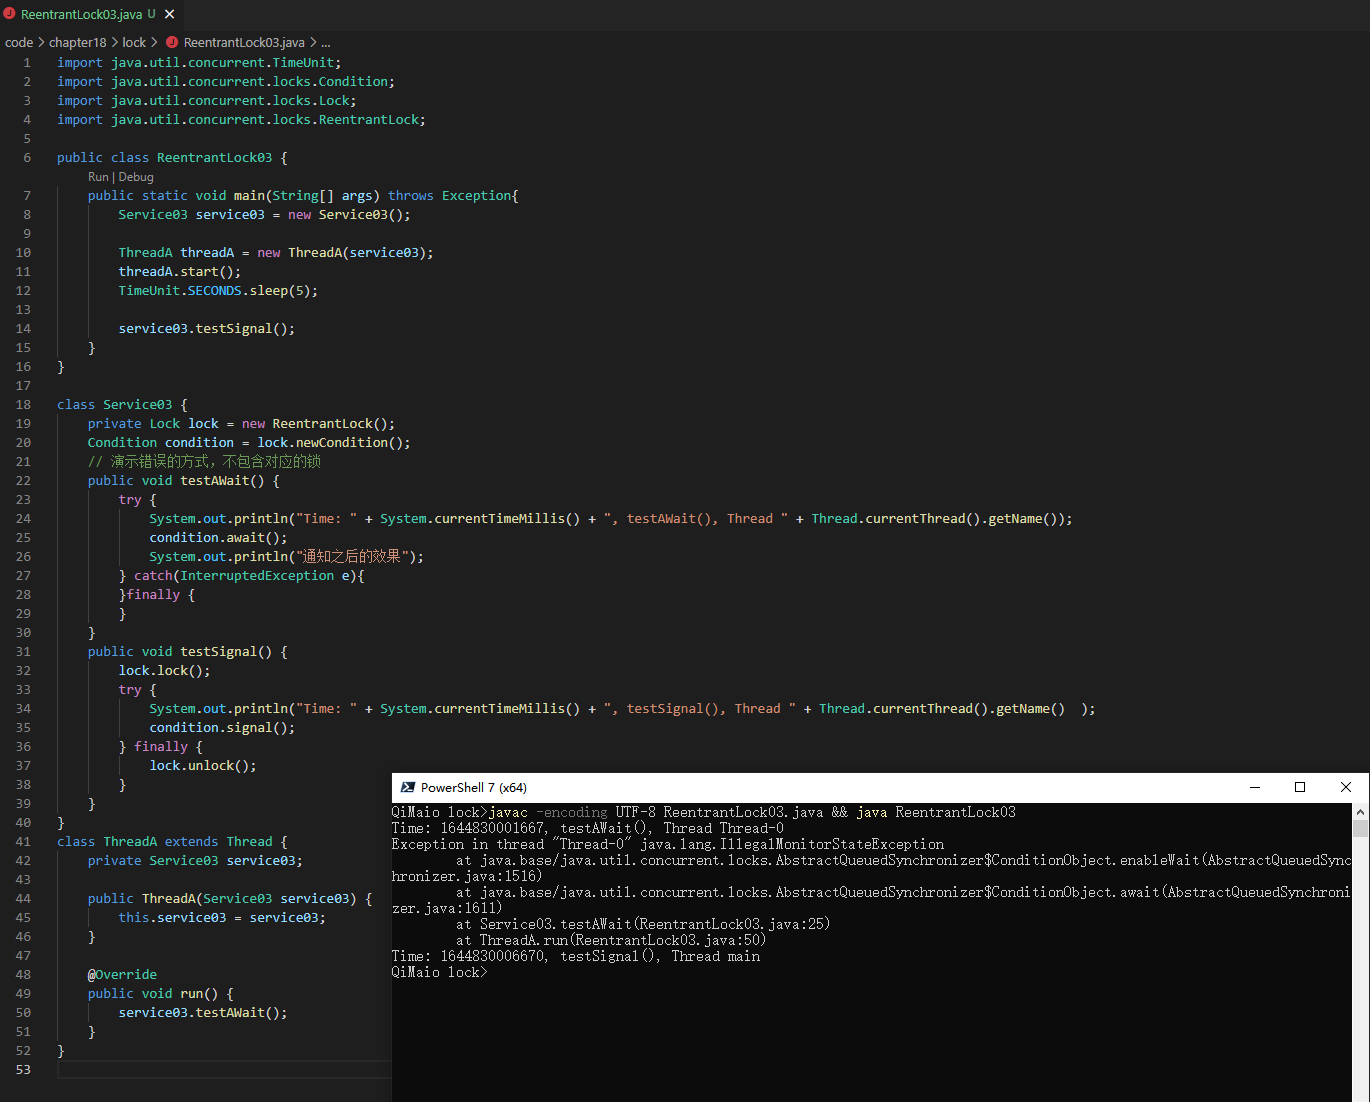 ReentrantLock03.java U ×
code > chapter18 > lock > ReentrantLock03.java > ...
1 import java.util.concurrent.TimeUnit;
2 import java.util.concurrent.locks.Condition;
3 import java.util.concurrent.locks.Lock;
4 import java.util.concurrent.locks.ReentrantLock;
5
6 public class ReentrantLock03 {
Run | Debug
7     public static void main(String[] args) throws Exception{
8         Service03 service03 = new Service03();
9
10         ThreadA threadA = new ThreadA(service03);
11         threadA.start();
12         TimeUnit.SECONDS.sleep(5);
13
14         service03.testSignal();
15     }
16 }
17
18 class Service03 {
19     private Lock lock = new ReentrantLock();
20     Condition condition = lock.newCondition();
21     // 演示错误的方式，不包含对应的锁
22     public void testAWait() {
23         try {
24             System.out.println("Time: " + System.currentTimeMillis() + ", testAWait(), Thread " + Thread.currentThread().getName());
25             condition.await();
26             System.out.println("通知之后的效果");
27         } catch(InterruptedException e){
28         }finally {
29         }
30     }
31     public void testSignal() {
32         lock.lock();
33         try {
34             System.out.println("Time: " + System.currentTimeMillis() + ", testSignal(), Thread " + Thread.currentThread().getName()  );
35             condition.signal();
36         } finally {
37             lock.unlock();
38         }
39     }
40 }
41 class ThreadA extends Thread {
42     private Service03 service03;
43
44     public ThreadA(Service03 service03) {
45         this.service03 = service03;
46     }
47
48     @Override
49     public void run() {
50         service03.testAWait();
51     }
52 }
53
PowerShell 7 (x64)
QiMaio lock>javac -encoding UTF-8 ReentrantLock03.java && java ReentrantLock03
Time: 1644830001667, testAWait(), Thread Thread-0
Exception in thread "Thread-0" java.lang.IllegalMonitorStateException
        at java.base/java.util.concurrent.locks.AbstractQueuedSynchronizer$ConditionObject.enableWait(AbstractQueuedSync
hronizer.java:1516)
        at java.base/java.util.concurrent.locks.AbstractQueuedSynchronizer$ConditionObject.await(AbstractQueuedSynchroni
zer.java:1611)
        at Service03.testAWait(ReentrantLock03.java:25)
        at ThreadA.run(ReentrantLock03.java:50)
Time: 1644830006670, testSignal(), Thread main
QiMaio lock>